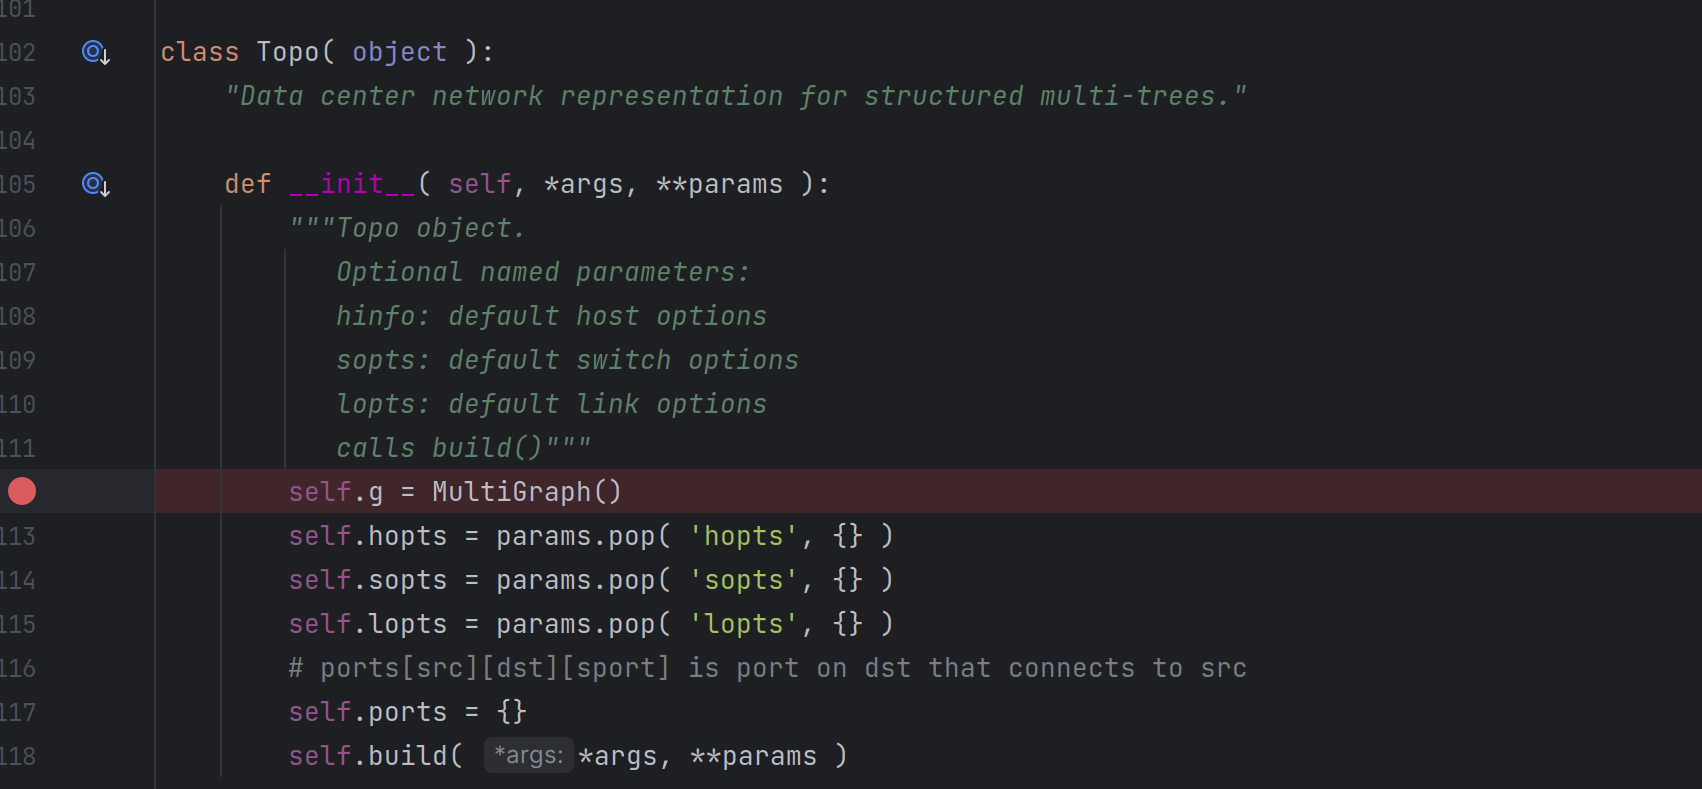 101
102 class Topo( object ):
103 "Data center network representation for structured multi-trees."
104
105 def __init__( self, *args, **params ):
106 """Topo object.
107 Optional named parameters:
108 hinfo: default host options
109 sopts: default switch options
110 lopts: default link options
111 calls build()"""
self.g = MultiGraph()
113 self.hopts = params.pop( 'hopts', {} )
114 self.sopts = params.pop( 'sopts', {} )
115 self.lopts = params.pop( 'lopts', {} )
116 # ports[src][dst][sport] is port on dst that connects to src
117 self.ports = {}
118 self.build( *args: *args, **params )